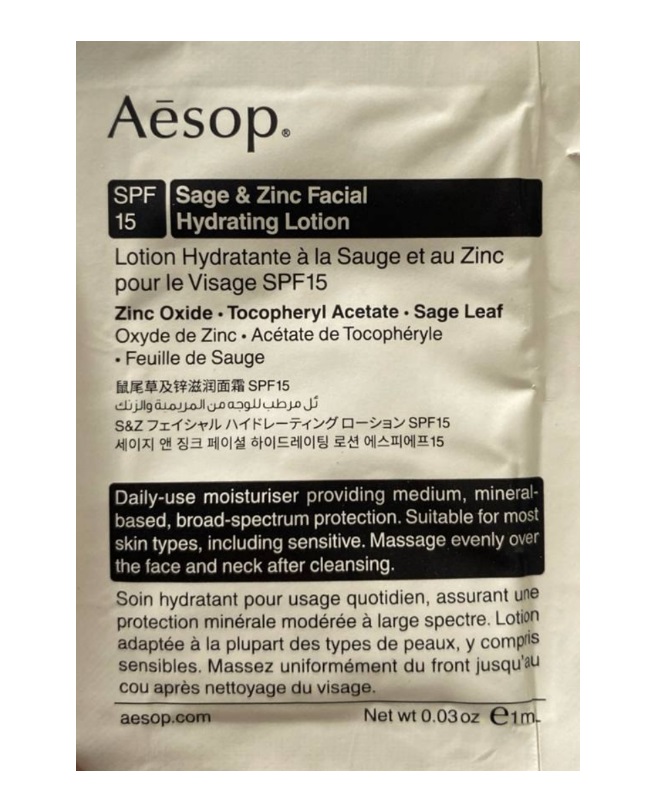 Aēsop®
SPF
15
Sage & Zinc Facial
Hydrating Lotion
Lotion Hydratante à la Sauge et au Zinc
pour le Visage SPF15
Zinc Oxide • Tocopheryl Acetate • Sage Leaf
Oxyde de Zinc • Acétate de Tocophéryle
• Feuille de Sauge
鼠尾草及锌滋润面霜 SPF15
ثل مرطب للوجه من المريمية والزنك
S&Z フェイシャル ハイドレーティング ローション SPF15
세이지 앤 징크 페이셜 하이드레이팅 로션 에스피에프15
Daily-use moisturiser providing medium, mineral-
based, broad-spectrum protection. Suitable for most
skin types, including sensitive. Massage evenly over
the face and neck after cleansing.
Soin hydratant pour usage quotidien, assurant une
protection minérale modérée à large spectre. Lotion
adaptée à la plupart des types de peaux, y compris
sensibles. Massez uniformément du front jusqu'au
cou après nettoyage du visage.
aesop.com
Net wt 0.03 oz ℮1mL